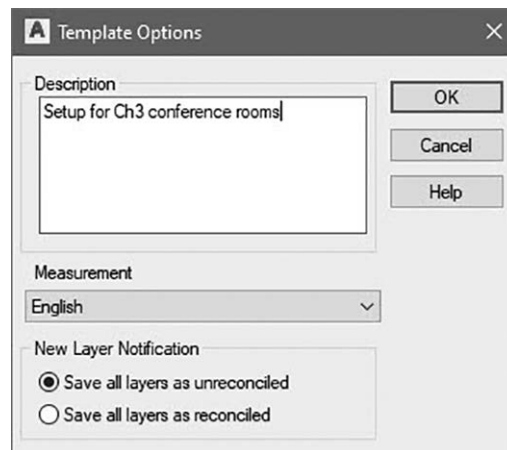 A Template Options
Description
Setup for Ch3 conference rooms
OK
Cancel
Help
Measurement
English
New Layer Notification
Save all layers as unreconciled
Save all layers as reconciled